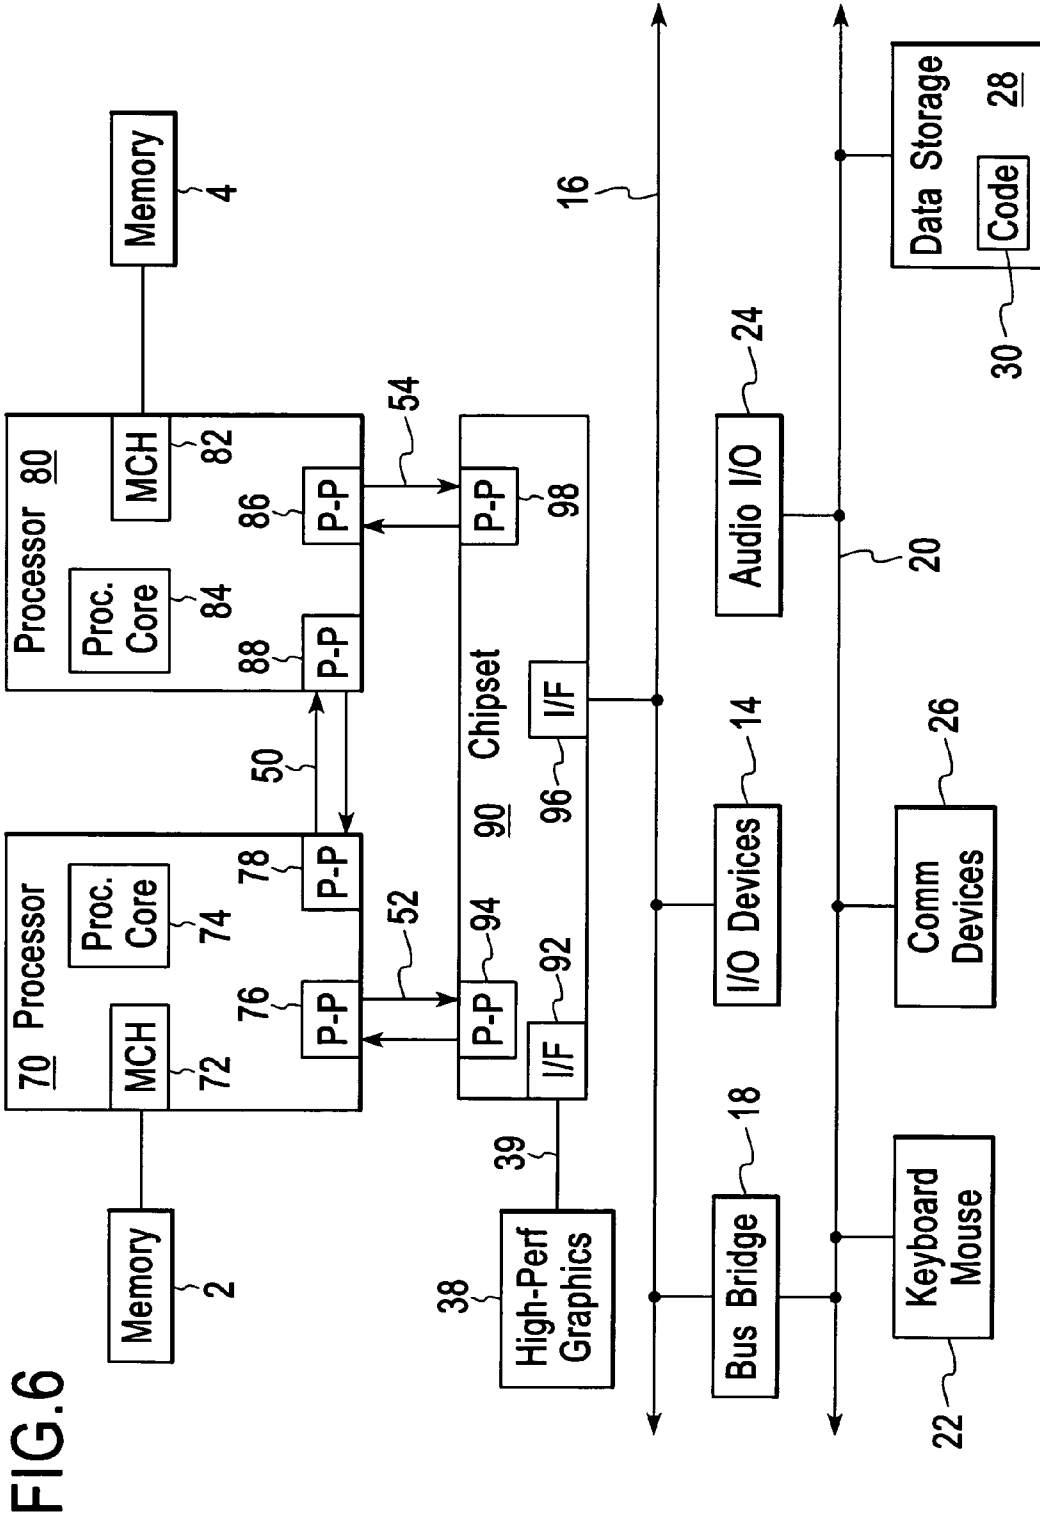 FIG.6
70 Processor
Proc.
Core
74
MCH
72
76
P-P
78
P-P
Memory
2
50
Processor 80
Proc.
Core
84
MCH
82
88
P-P
86
P-P
Memory
4
52
54
P-P
94
P-P
98
90 Chipset
I/F
92
I/F
96
39
38
High-Perf
Graphics
16
Bus Bridge
18
I/O Devices
14
Audio I/O
24
20
Keyboard
Mouse
22
Comm
Devices
26
Data Storage
28
Code
30